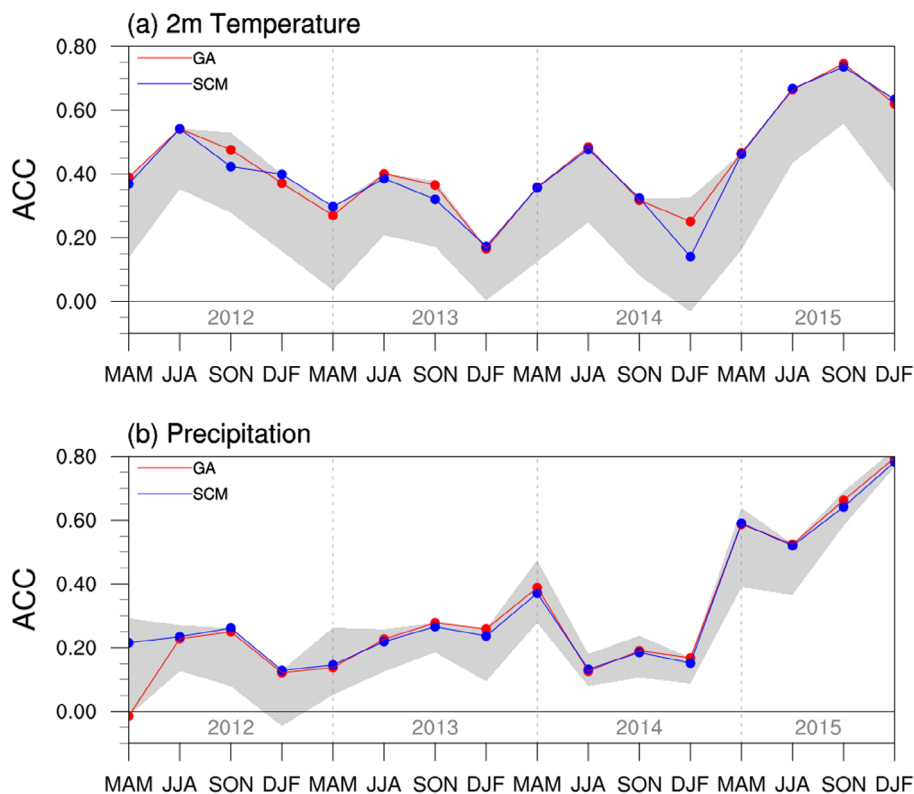 (a) 2m Temperature
0.80
GA
SCM
0.60
0.40
0.20
0.00
ACC
2012 2013 2014 2015
MAM JJA SON DJF MAM JJA SON DJF MAM JJA SON DJF MAM JJA SON DJF
(b) Precipitation
0.80
GA
SCM
0.60
0.40
0.20
0.00
ACC
2012 2013 2014 2015
MAM JJA SON DJF MAM JJA SON DJF MAM JJA SON DJF MAM JJA SON DJF